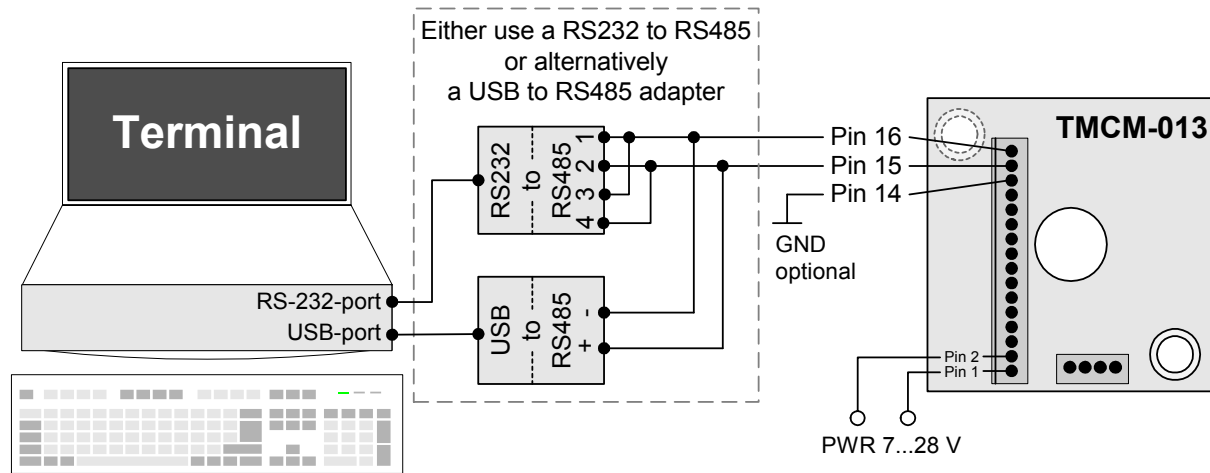 Either use a RS232 to RS485
or alternatively
a USB to RS485 adapter
Terminal
RS-232-port
USB-port
RS232
to
RS485
1
2
3
4
USB
to
RS485
-
+
Pin 16
Pin 15
Pin 14
GND
optional
TMCM-013
Pin 2
Pin 1
PWR 7...28 V